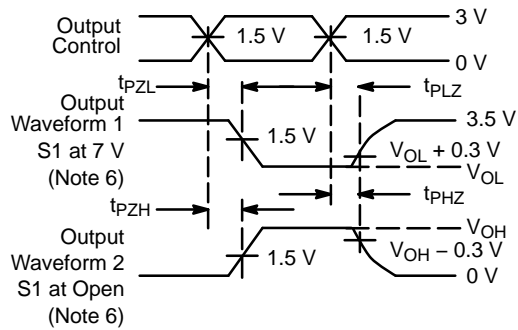 Output
Control
1.5 V
1.5 V
3 V
0 V
tPZL
tPLZ
Output
Waveform 1
S1 at 7 V
(Note 6)
1.5 V
3.5 V
VOL + 0.3 V
VOL
tPZH
tPHZ
Output
Waveform 2
S1 at Open
(Note 6)
1.5 V
VOH
VOH – 0.3 V
0 V